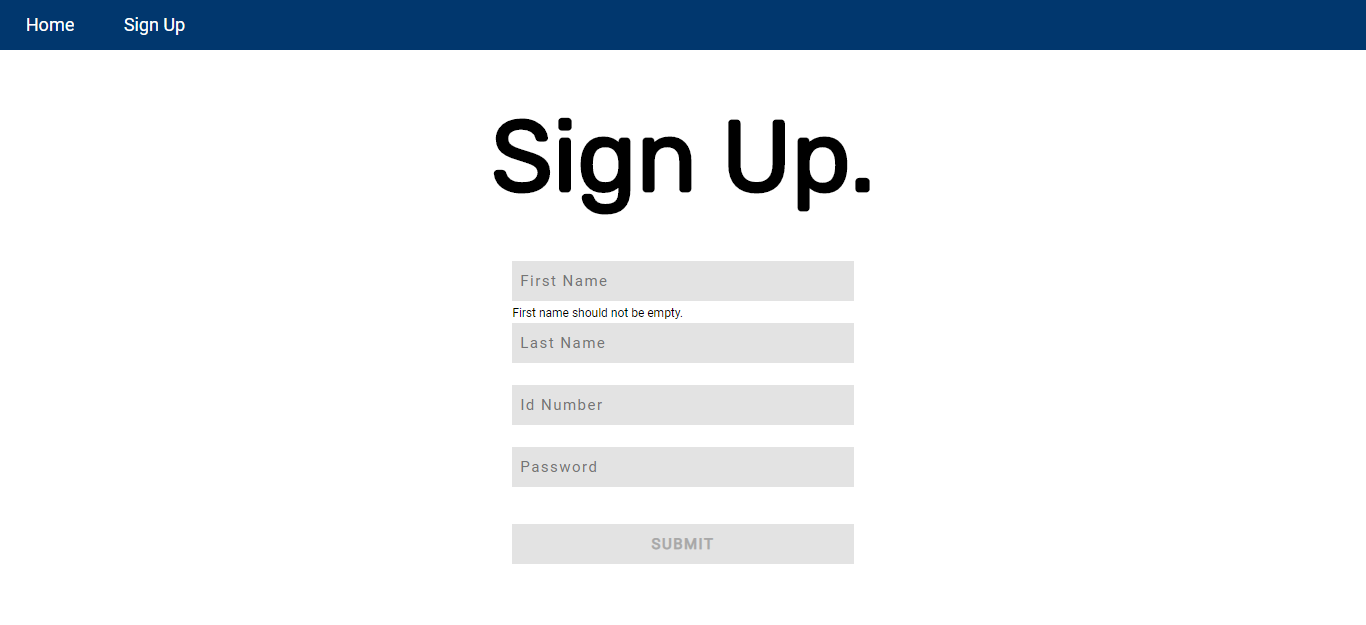 Home Sign Up
Sign Up.
First Name
First name should not be empty.
Last Name
Id Number
Password
SUBMIT